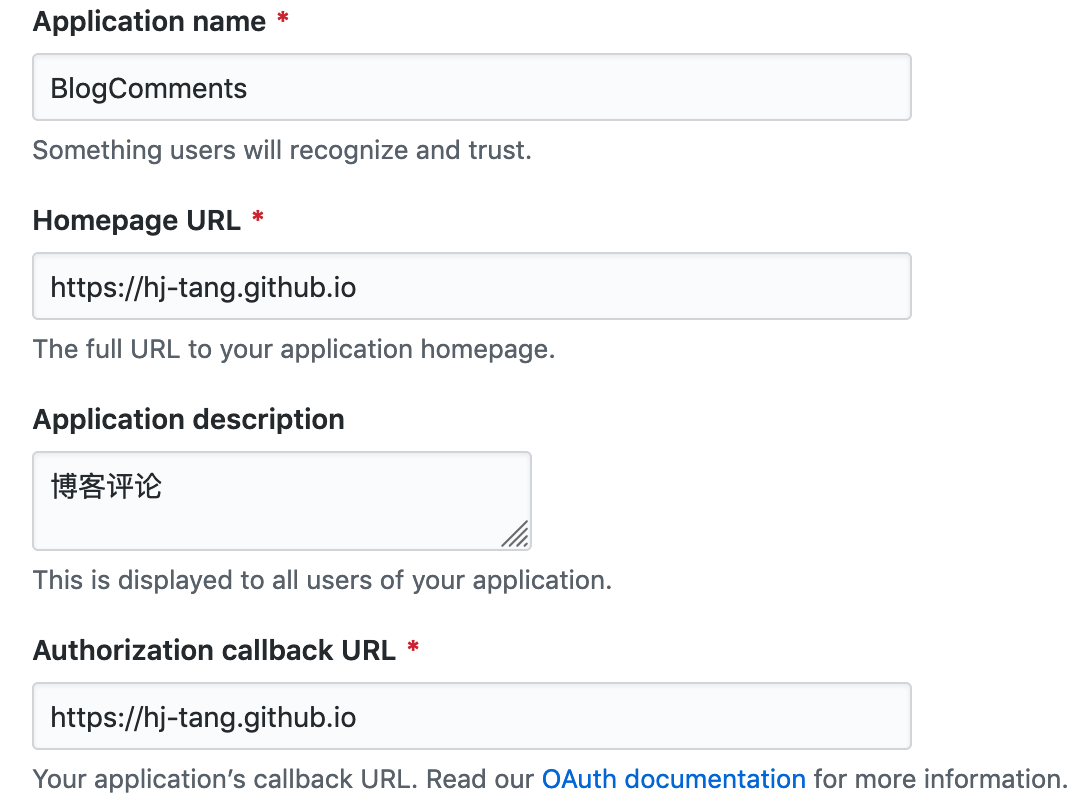 Application name *
BlogComments
Something users will recognize and trust.
Homepage URL *
https://hj-tang.github.io
The full URL to your application homepage.
Application description
博客评论
This is displayed to all users of your application.
Authorization callback URL *
https://hj-tang.github.io
Your application’s callback URL. Read our OAuth documentation for more information.